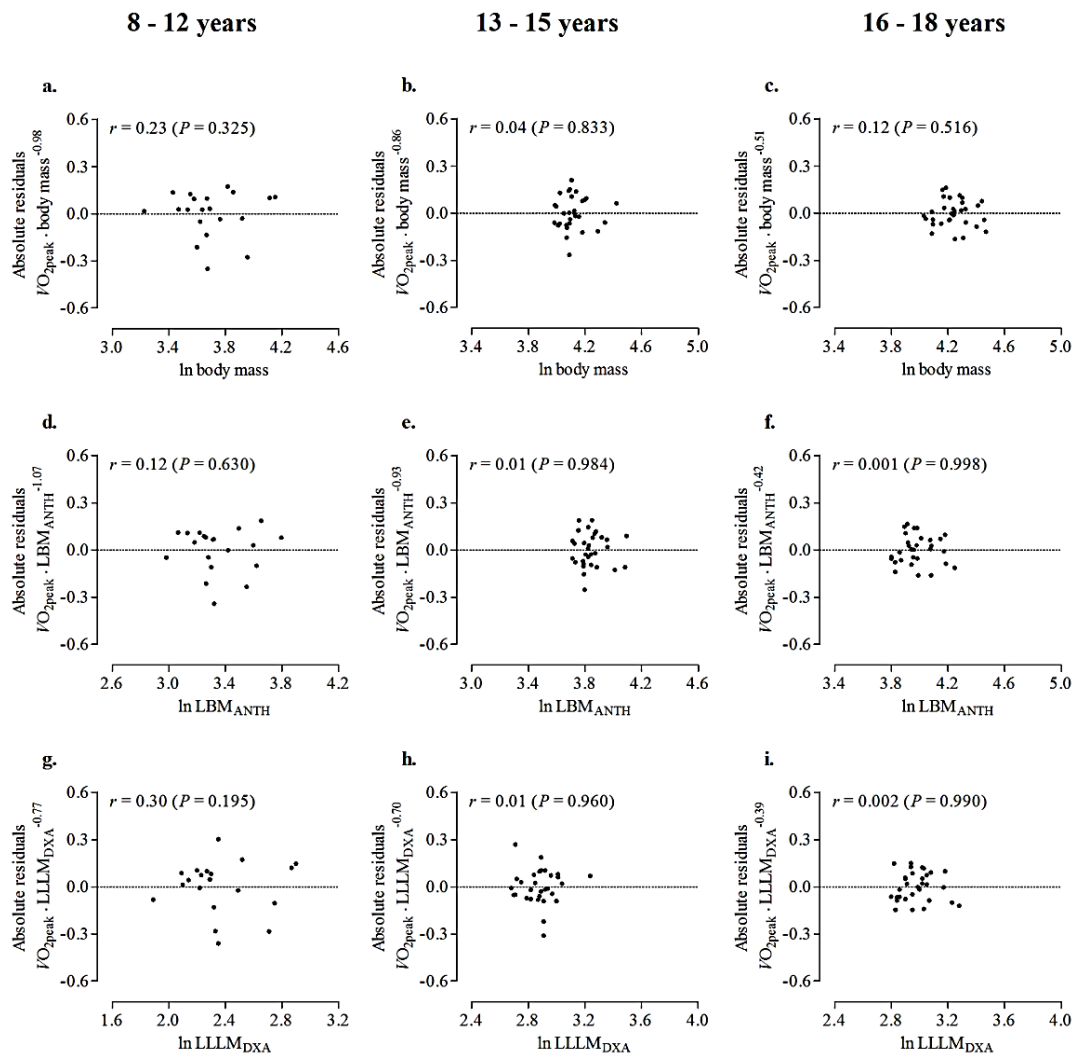 8 - 12 years 13 - 15 years 16 - 18 years
a. b. c.
r = 0.23 (P = 0.325) r = 0.04 (P = 0.833) r = 0.12 (P = 0.516)
Absolute residuals
VO2peak · body mass-0.98
Absolute residuals
VO2peak · body mass-0.86
Absolute residuals
VO2peak · body mass-0.51
0.6 0.6 0.6
0.3 0.3 0.3
0.0 0.0 0.0
-0.3 -0.3 -0.3
-0.6 -0.6 -0.6
3.0 3.4 3.8 4.2 4.6 3.4 3.8 4.2 4.6 5.0 3.4 3.8 4.2 4.6 5.0
ln body mass ln body mass ln body mass
d. e. f.
r = 0.12 (P = 0.630) r = 0.01 (P = 0.984) r = 0.001 (P = 0.998)
Absolute residuals
VO2peak · LBMANTH-1.07
Absolute residuals
VO2peak · LBMANTH-0.93
Absolute residuals
VO2peak · LBMANTH-0.42
0.6 0.6 0.6
0.3 0.3 0.3
0.0 0.0 0.0
-0.3 -0.3 -0.3
-0.6 -0.6 -0.6
2.6 3.0 3.4 3.8 4.2 3.4 3.8 4.2 4.6 3.4 3.8 4.2 4.6 5.0
ln LBMANTH ln LBMANTH ln LBMANTH
g. h. i.
r = 0.30 (P = 0.195) r = 0.01 (P = 0.960) r = 0.002 (P = 0.990)
Absolute residuals
VO2peak · LLLMDXA-0.77
Absolute residuals
VO2peak · LLLMDXA-0.70
Absolute residuals
VO2peak · LLLMDXA-0.39
0.6 0.6 0.6
0.3 0.3 0.3
0.0 0.0 0.0
-0.3 -0.3 -0.3
-0.6 -0.6 -0.6
1.6 2.0 2.4 2.8 3.2 2.4 2.8 3.2 3.6 4.0 2.4 2.8 3.2 3.6 4.0
ln LLLMDXA ln LLLMDXA ln LLLMDXA